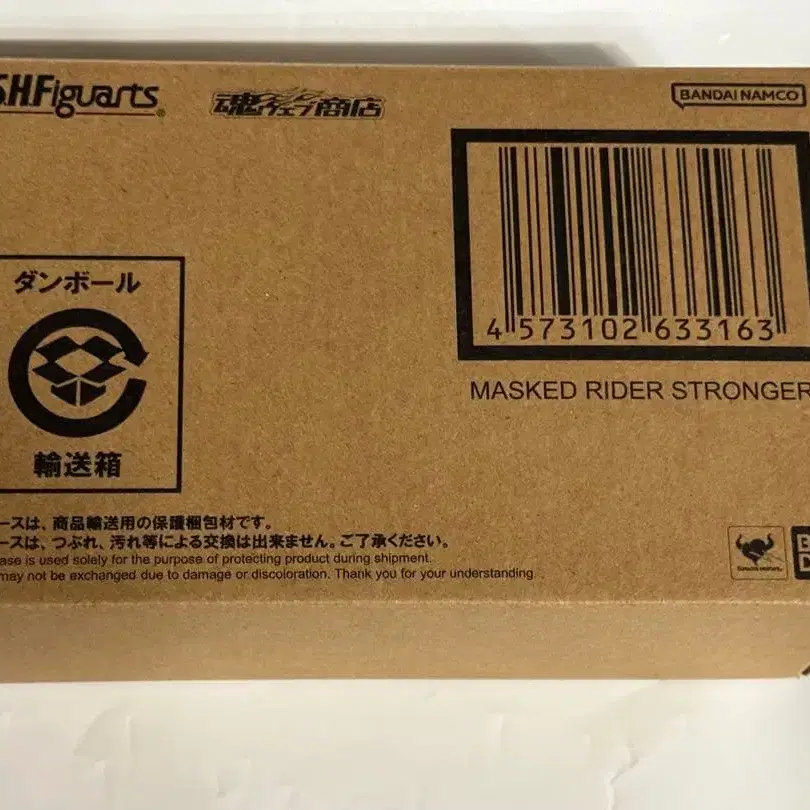 S.H.Figuarts
魂ウェブ商店
BANDAI NAMCO
4 573102 633163
MASKED RIDER STRONGER
ダンボール
輸送箱
ースは、商品輸送用の保護梱包材です。
ースは、つぶれ、汚れ等による交換は出来ません。ご了承ください。
ase is used solely for the purpose of protecting product during shipment.
may not be exchanged due to damage or discoloration. Thank you for your understanding.